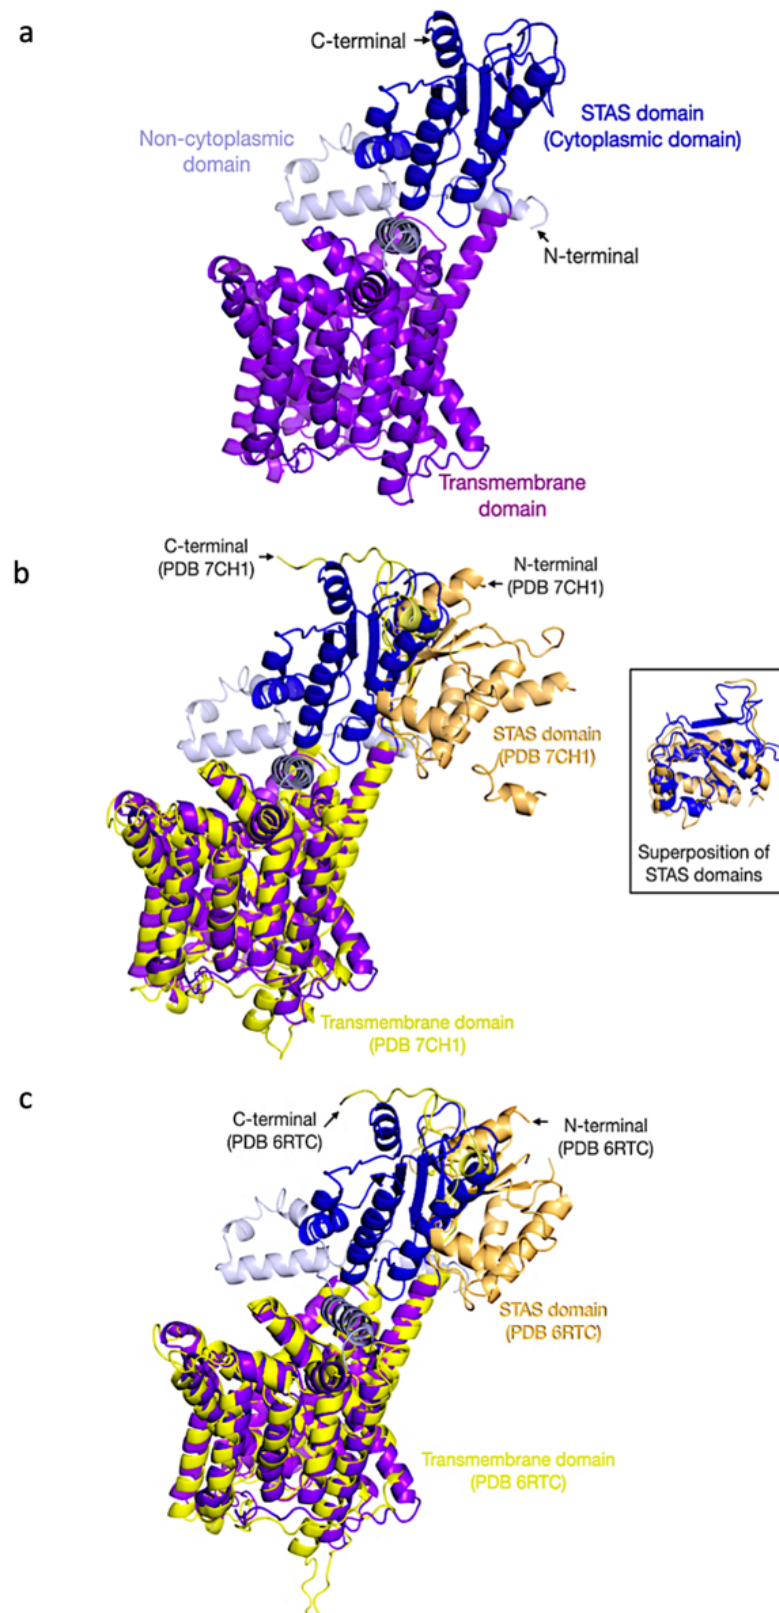 a
C-terminal
STAS domain
(Cytoplasmic domain)
Non-cytoplasmic
domain
N-terminal
Transmembrane
domain
b
C-terminal
(PDB 7CH1)
N-terminal
(PDB 7CH1)
STAS domain
(PDB 7CH1)
Superposition of
STAS domains
Transmembrane domain
(PDB 7CH1)
c
C-terminal
(PDB 6RTC)
N-terminal
(PDB 6RTC)
STAS domain
(PDB 6RTC)
Transmembrane domain
(PDB 6RTC)